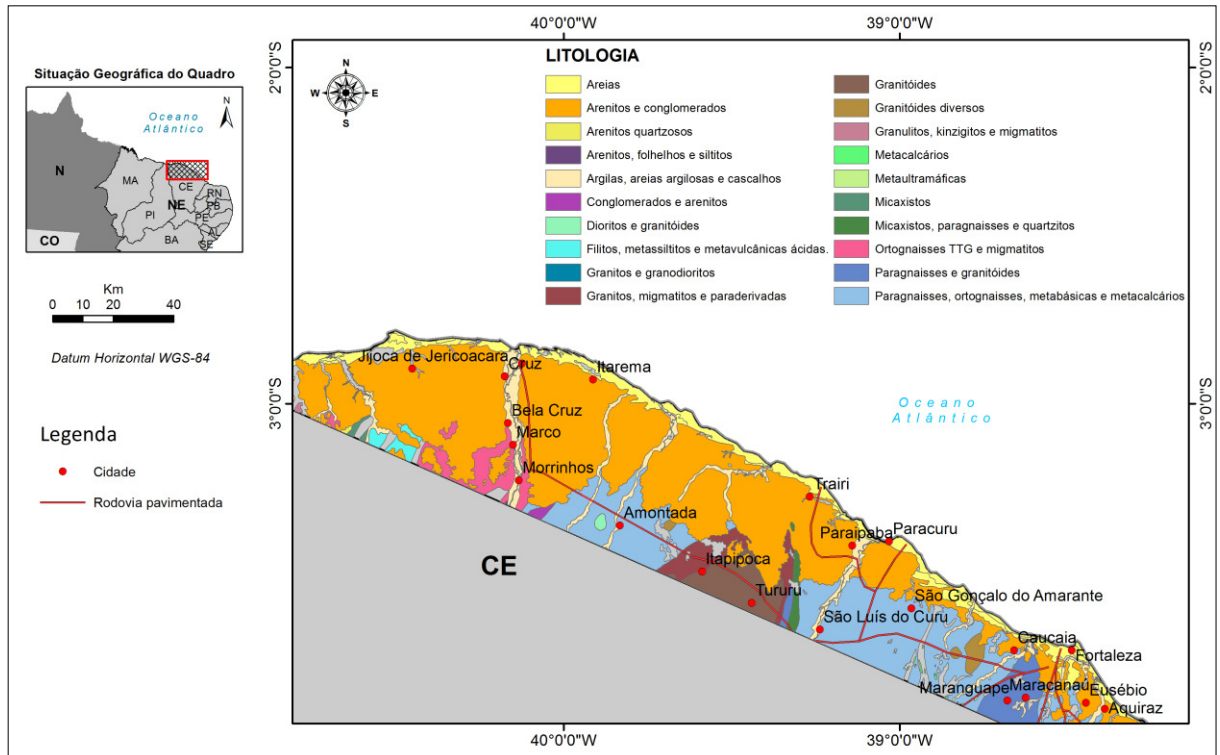 40°0'0"W
39°0'0"W
2°0'0"S
2°0'0"S
Situação Geográfica do Quadro
N
Oceano
Atlântico
N
MA
CE
RN
PB
NE
PI
PE
AL
SE
BA
CO
Km
0 10 20 40
Datum Horizontal WGS-84
Legenda
Cidade
Rodovia pavimentada
N
W E
S
LITOLOGIA
Areias
Arenitos e conglomerados
Arenitos quartzosos
Arenitos, folhelhos e siltitos
Argilas, areias argilosas e cascalhos
Conglomerados e arenitos
Dioritos e granitóides
Filitos, metassiltitos e metavulcânicas ácidas.
Granitos e granodioritos
Granitos, migmatitos e paraderivadas
Granitóides
Granitóides diversos
Granulitos, kinzigitos e migmatitos
Metacalcários
Metaultramáficas
Micaxistos
Micaxistos, paragnaisses e quartzitos
Ortognaisses TTG e migmatitos
Paragnaisses e granitóides
Paragnaisses, ortognaisses, metabásicas e metacalcários
3°0'0"S
3°0'0"S
Oceano
Atlântico
Jijoca de Jericoacara
Cruz
Itarema
Bela Cruz
Marco
Morrinhos
Amontada
Trairi
Paraipaba
Paracuru
Itapipoca
Tururu
São Gonçalo do Amarante
São Luís do Curu
Caucaia
Fortaleza
Maranguape
Maracanaú
Eusébio
Aquiraz
CE
40°0'0"W
39°0'0"W